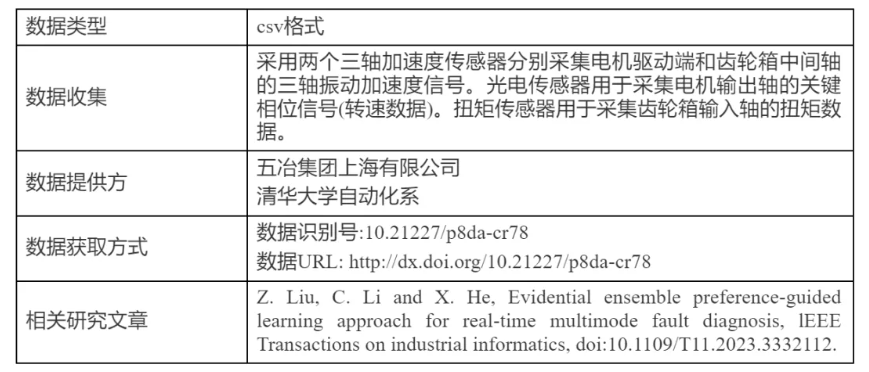 数据类型
csv格式
数据收集
采用两个三轴加速度传感器分别采集电机驱动端和齿轮箱中间轴
的三轴振动加速度信号。光电传感器用于采集电机输出轴的关键
相位信号(转速数据)。扭矩传感器用于采集齿轮箱输入轴的扭矩数
据。
数据提供方
五冶集团上海有限公司
清华大学自动化系
数据获取方式
数据识别号:10.21227/p8da-cr78
数据URL: http://dx.doi.org/10.21227/p8da-cr78
相关研究文章
Z. Liu, C. Li and X. He, Evidential ensemble preference-guided
learning approach for real-time multimode fault diagnosis, lEEE
Transactions on industrial informatics, doi:10.1109/T11.2023.3332112.